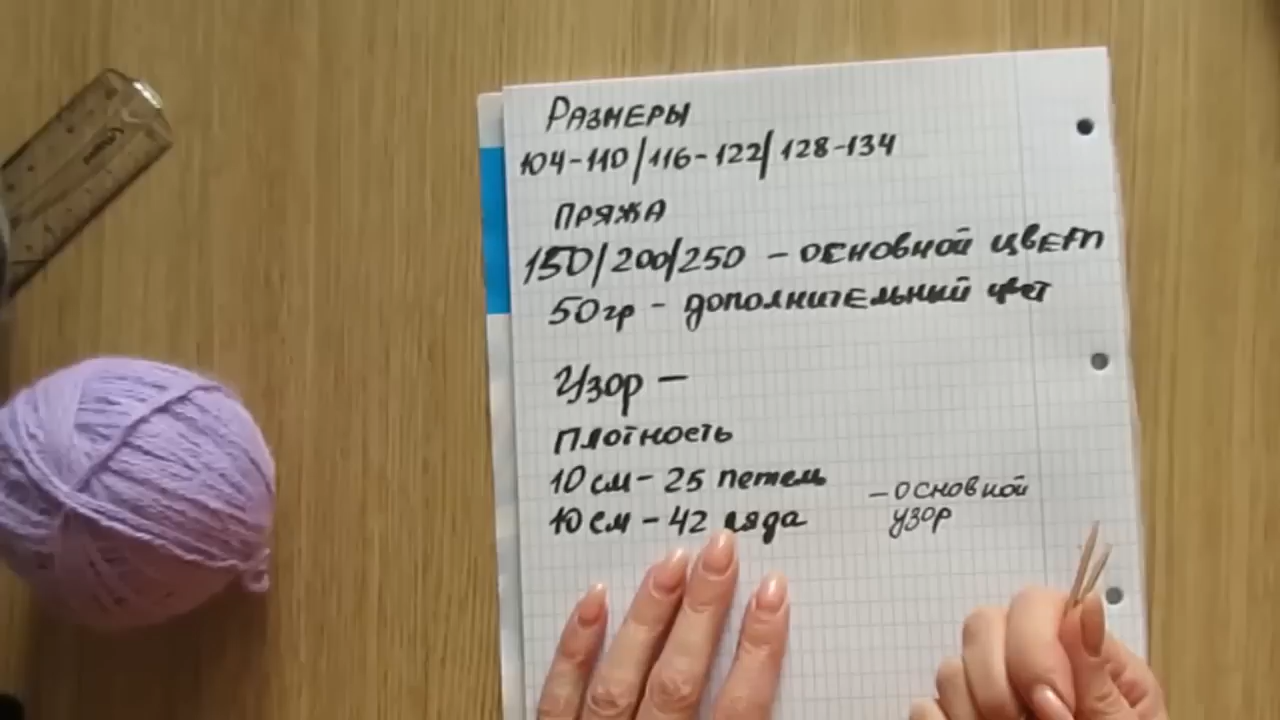 Размеры
104-110/116-122/128-134
Пряжа
150/200/250 - основной цвет
50гр - дополнительный цвет
Узор —
Плотность
10 см - 25 петель
10 см - 42 ряда
- основной
узор